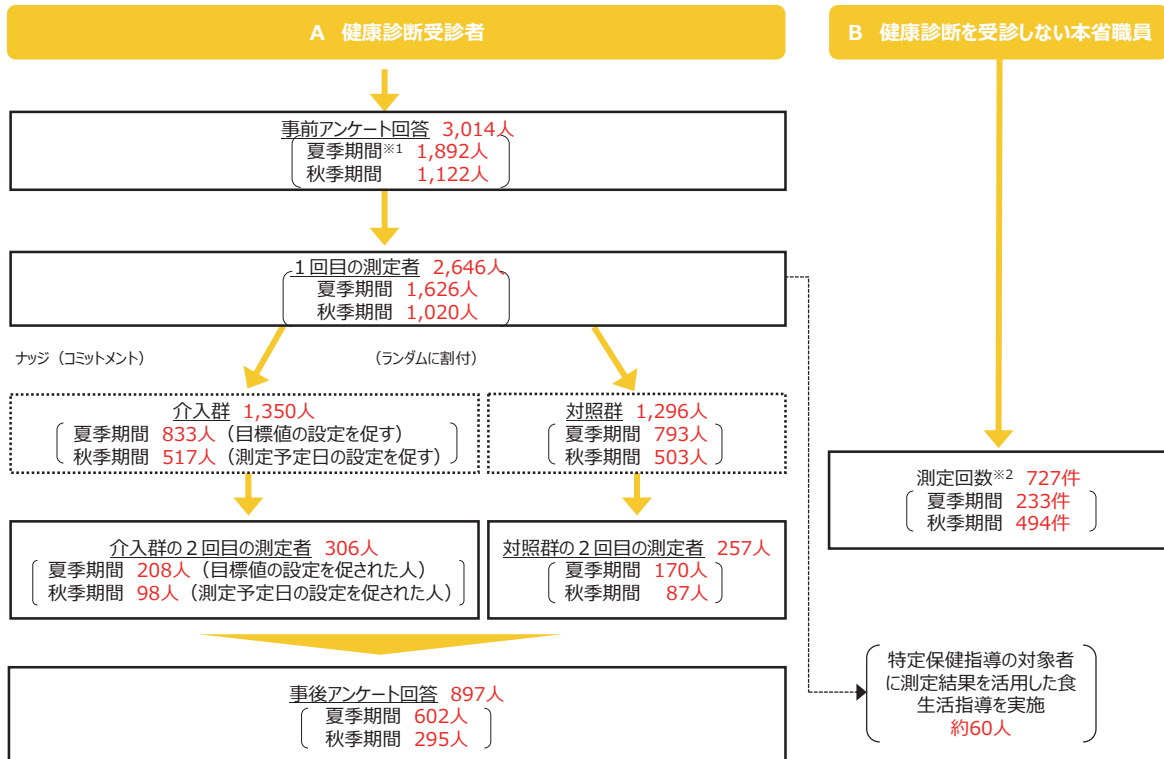 A 健康診断受診者
B 健康診断を受診しない本省職員
事前アンケート回答 3,014人
夏季期間※1 1,892人
秋季期間 1,122人
1回目の測定者 2,646人
夏季期間 1,626人
秋季期間 1,020人
ナッジ（コミットメント）
（ランダムに割付）
介入群 1,350人
夏季期間 833人（目標値の設定を促す）
秋季期間 517人（測定予定日の設定を促す）
対照群 1,296人
夏季期間 793人
秋季期間 503人
測定回数※2 727件
夏季期間 233件
秋季期間 494件
介入群の2回目の測定者 306人
夏季期間 208人（目標値の設定を促された人）
秋季期間 98人（測定予定日の設定を促された人）
対照群の2回目の測定者 257人
夏季期間 170人
秋季期間 87人
事後アンケート回答 897人
夏季期間 602人
秋季期間 295人
特定保健指導の対象者
に測定結果を活用した食
生活指導を実施
約60人